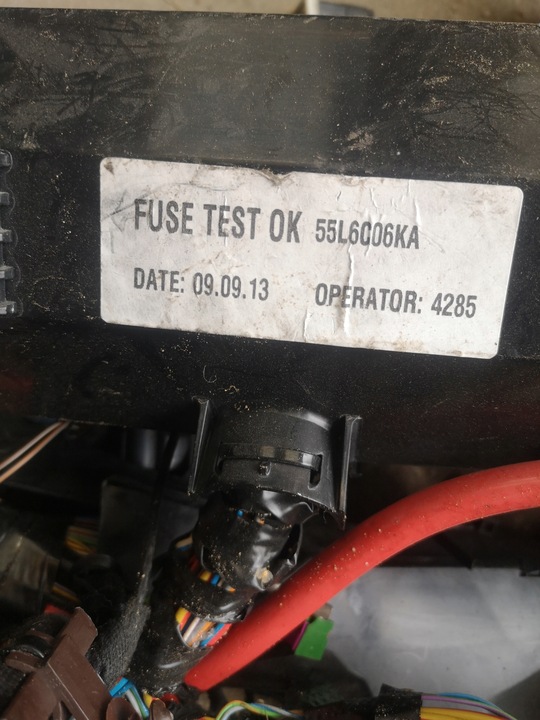 FUSE TEST OK 55L6C06KA
DATE: 09.09.13 OPERATOR: 4285